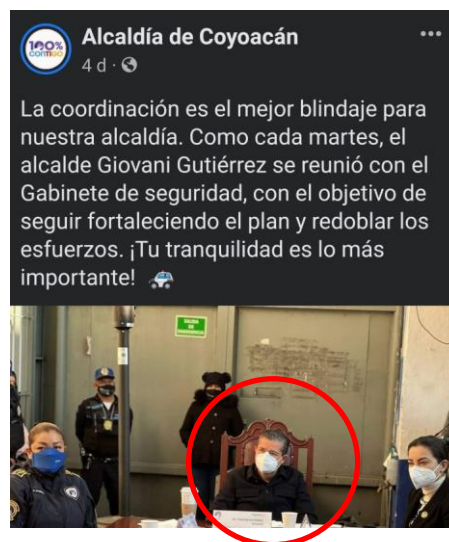 100%
contigo
Alcaldía de Coyoacán
4 d ·
La coordinación es el mejor blindaje para
nuestra alcaldía. Como cada martes, el
alcalde Giovani Gutiérrez se reunió con el
Gabinete de seguridad, con el objetivo de
seguir fortaleciendo el plan y redoblar los
esfuerzos. ¡Tu tranquilidad es lo más
importante!
SALIDA
DE
EMERGENCIA